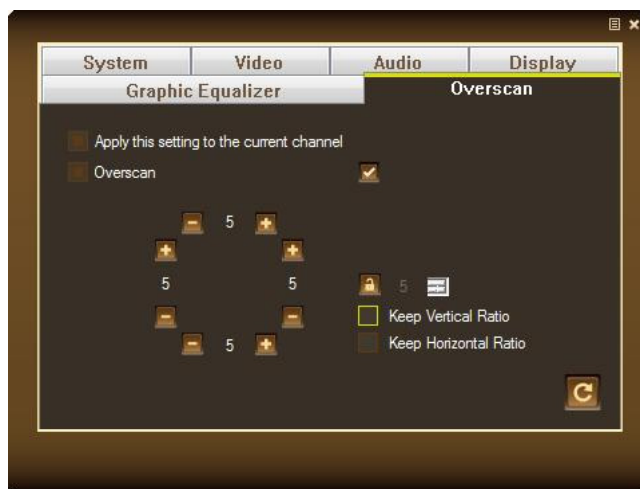 System Video Audio Display
Graphic Equalizer Overscan
Apply this setting to the current channel
Overscan
- 5 +
+ +
5 5
5
- - Keep Vertical Ratio
- 5 + Keep Horizontal Ratio